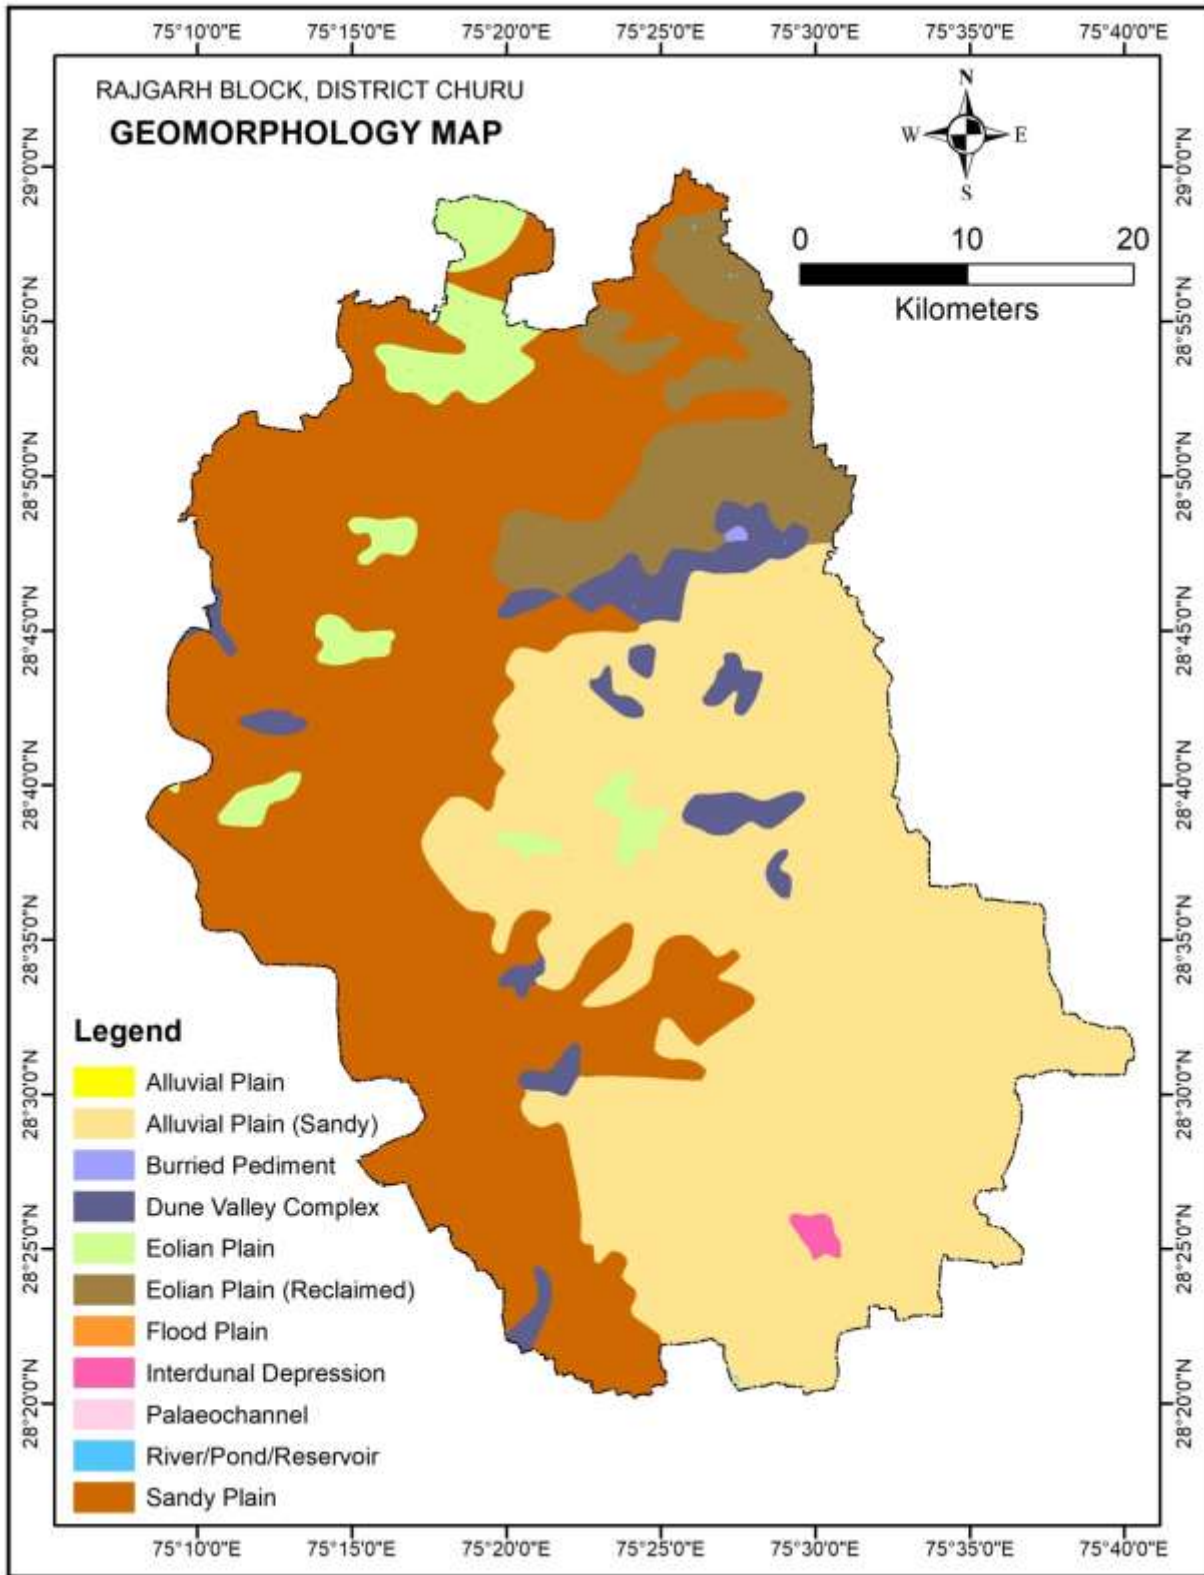 75°10'0"E 75°15'0"E 75°20'0"E 75°25'0"E 75°30'0"E 75°35'0"E 75°40'0"E
RAJGARH BLOCK, DISTRICT CHURU
GEOMORPHOLOGY MAP
N
W E
S
0 10 20
Kilometers
29°0'0"N 29°0'0"N
28°55'0"N 28°55'0"N
28°50'0"N 28°50'0"N
28°45'0"N 28°45'0"N
28°40'0"N 28°40'0"N
28°35'0"N 28°35'0"N
28°30'0"N 28°30'0"N
28°25'0"N 28°25'0"N
28°20'0"N 28°20'0"N
Legend
Alluvial Plain
Alluvial Plain (Sandy)
Burried Pediment
Dune Valley Complex
Eolian Plain
Eolian Plain (Reclaimed)
Flood Plain
Interdunal Depression
Palaeochannel
River/Pond/Reservoir
Sandy Plain
75°10'0"E 75°15'0"E 75°20'0"E 75°25'0"E 75°30'0"E 75°35'0"E 75°40'0"E